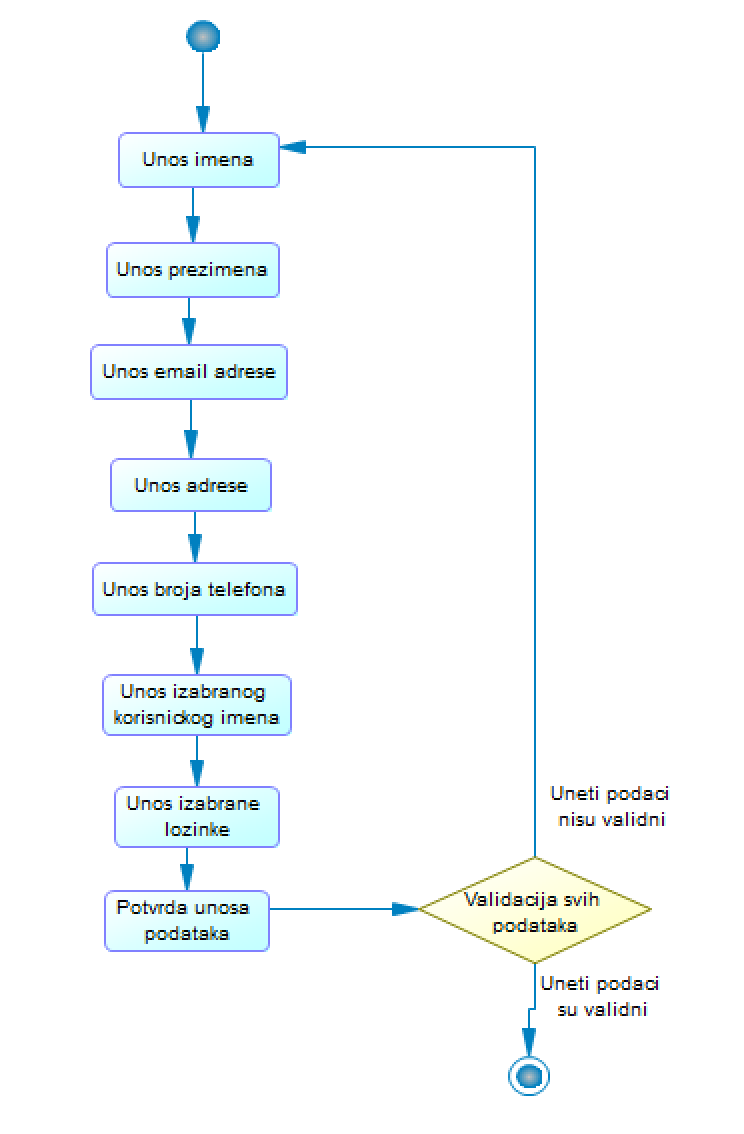 Unos imena
Unos prezimena
Unos email adrese
Unos adrese
Unos broja telefona
Unos izabranog
korisnickog imena
Unos izabrane
lozinke
Potvrda unosa
podataka
Uneti podaci
nisu validni
Validacija svih
podataka
Uneti podaci
su validni